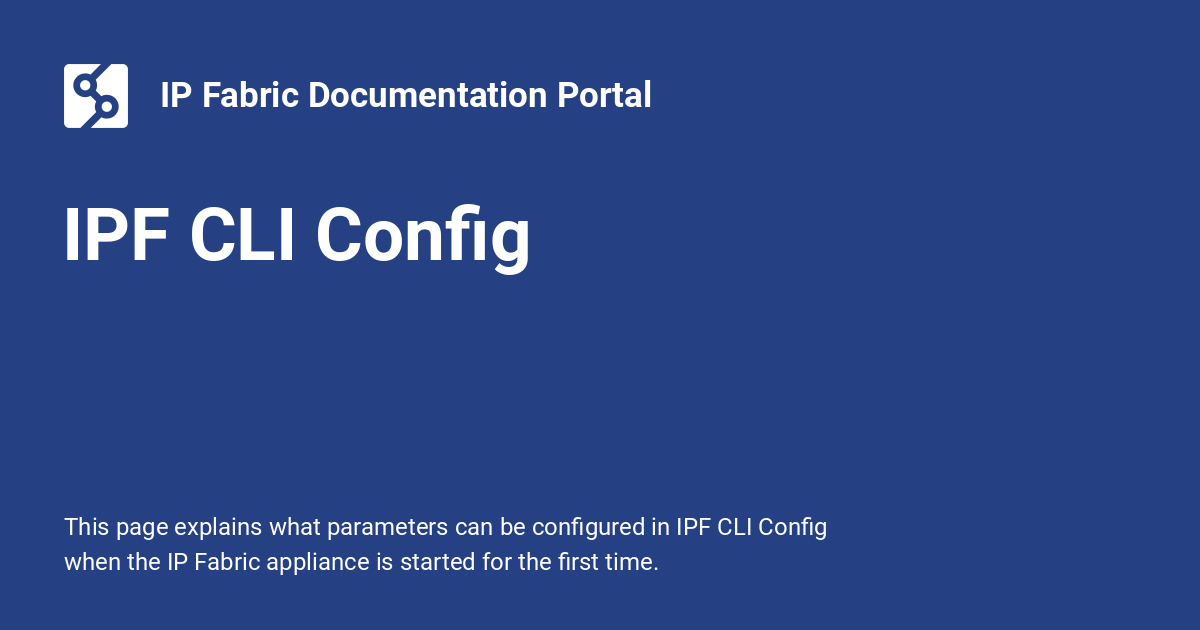 IP Fabric Documentation Portal
IPF CLI Config
This page explains what parameters can be configured in IPF CLI Config
when the IP Fabric appliance is started for the first time.